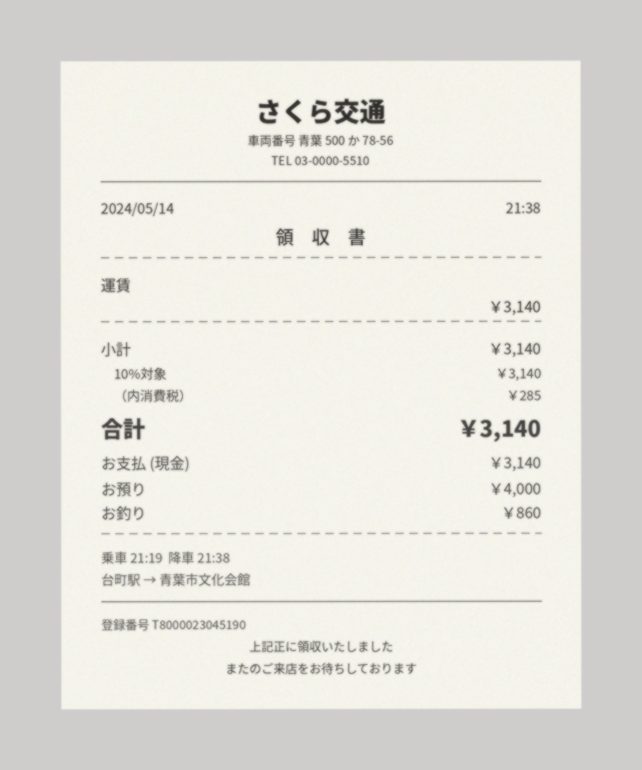 さくら交通
車両番号 青葉 500 か 78-56
TEL 03-0000-5510
2024/05/14 21:38
領 収 書
運賃
¥3,140
小計 ¥3,140
10%対象 ¥3,140
（内消費税） ¥285
合計 ¥3,140
お支払 (現金) ¥3,140
お預り ¥4,000
お釣り ¥860
乗車 21:19 降車 21:38
台町駅 → 青葉市文化会館
登録番号 T8000023045190
上記正に領収いたしました
またのご来店をお待ちしております